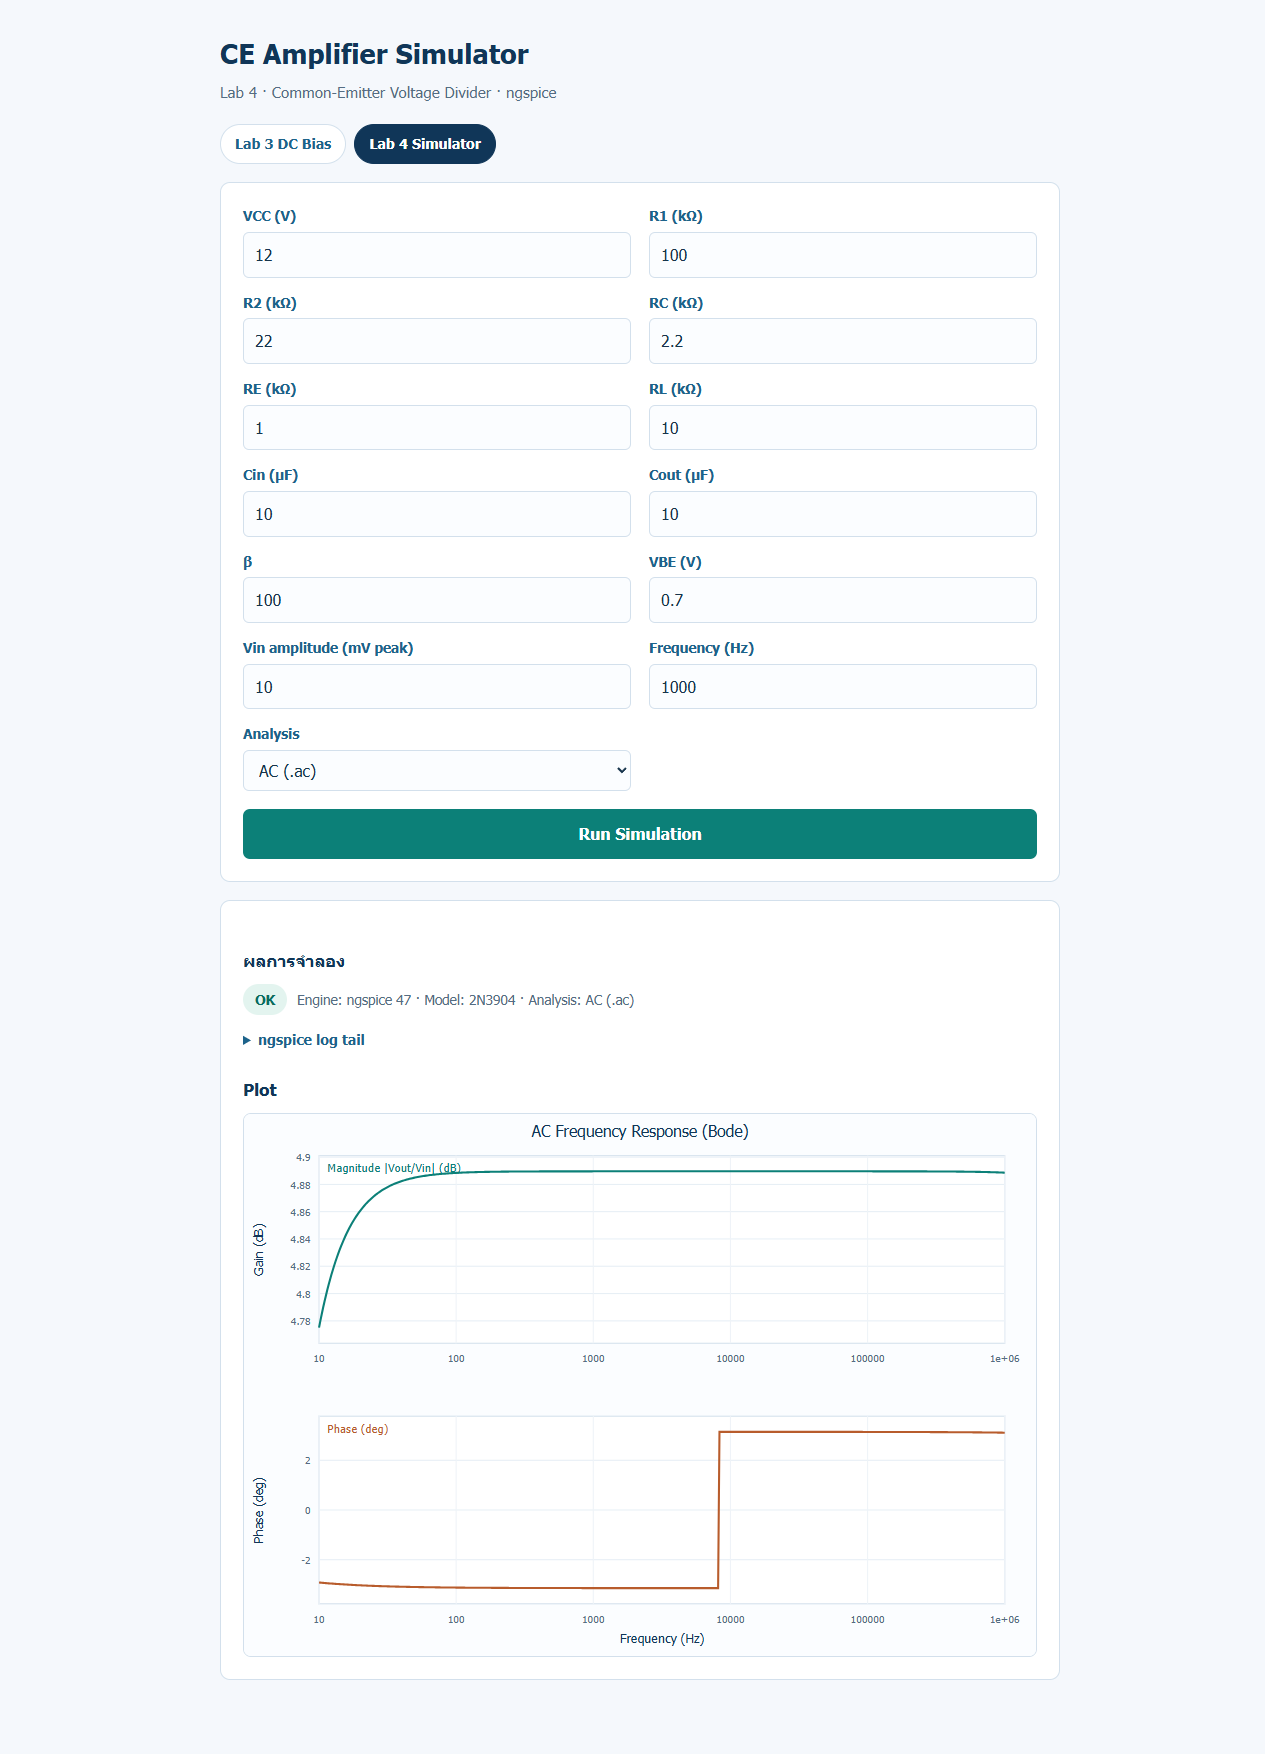 CE Amplifier Simulator
Lab 4 · Common-Emitter Voltage Divider · ngspice
Lab 3 DC Bias
Lab 4 Simulator
VCC (V)
12
R1 (kΩ)
100
R2 (kΩ)
22
RC (kΩ)
2.2
RE (kΩ)
1
RL (kΩ)
10
Cin (µF)
10
Cout (µF)
10
β
100
VBE (V)
0.7
Vin amplitude (mV peak)
10
Frequency (Hz)
1000
Analysis
AC (.ac)
Run Simulation
ผลการจำลอง
OK
Engine: ngspice 47 · Model: 2N3904 · Analysis: AC (.ac)
▶ ngspice log tail
Plot
AC Frequency Response (Bode)
Magnitude |Vout/Vin| (dB)
Gain (dB)
4.9
4.88
4.86
4.84
4.82
4.8
4.78
10 100 1000 10000 100000 1e+06
Phase (deg)
Phase (deg)
2
0
-2
10 100 1000 10000 100000 1e+06
Frequency (Hz)